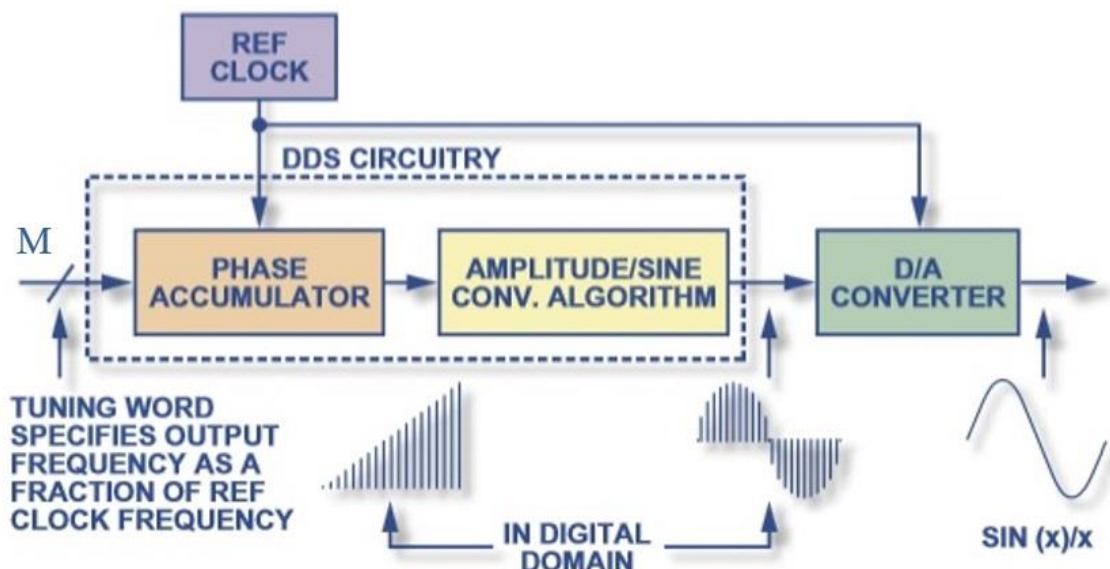 REF
CLOCK
DDS CIRCUITRY
M
PHASE
ACCUMULATOR
AMPLITUDE/SINE
CONV. ALGORITHM
D/A
CONVERTER
TUNING WORD
SPECIFIES OUTPUT
FREQUENCY AS A
FRACTION OF REF
CLOCK FREQUENCY
IN DIGITAL
DOMAIN
SIN (x)/x